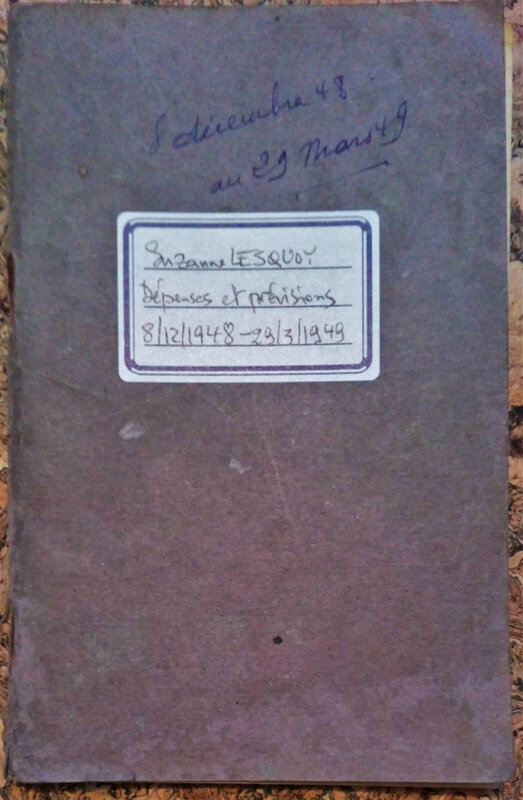 8 décembre 48
au 29 Mars 49
Suzanne LESQUOY
Dépenses et prévisions
8/12/1948-29/3/1949